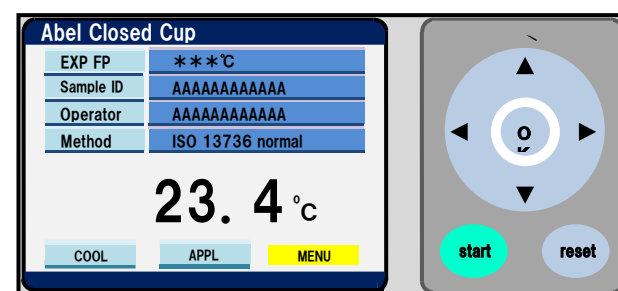 Abel Closed Cup
EXP FP ***℃
Sample ID AAAAAAAAAAAA
Operator AAAAAAAAAAAA
Method ISO 13736 normal
23. 4 ℃
COOL APPL MENU
▲
◀ OK ▶
▼
start reset